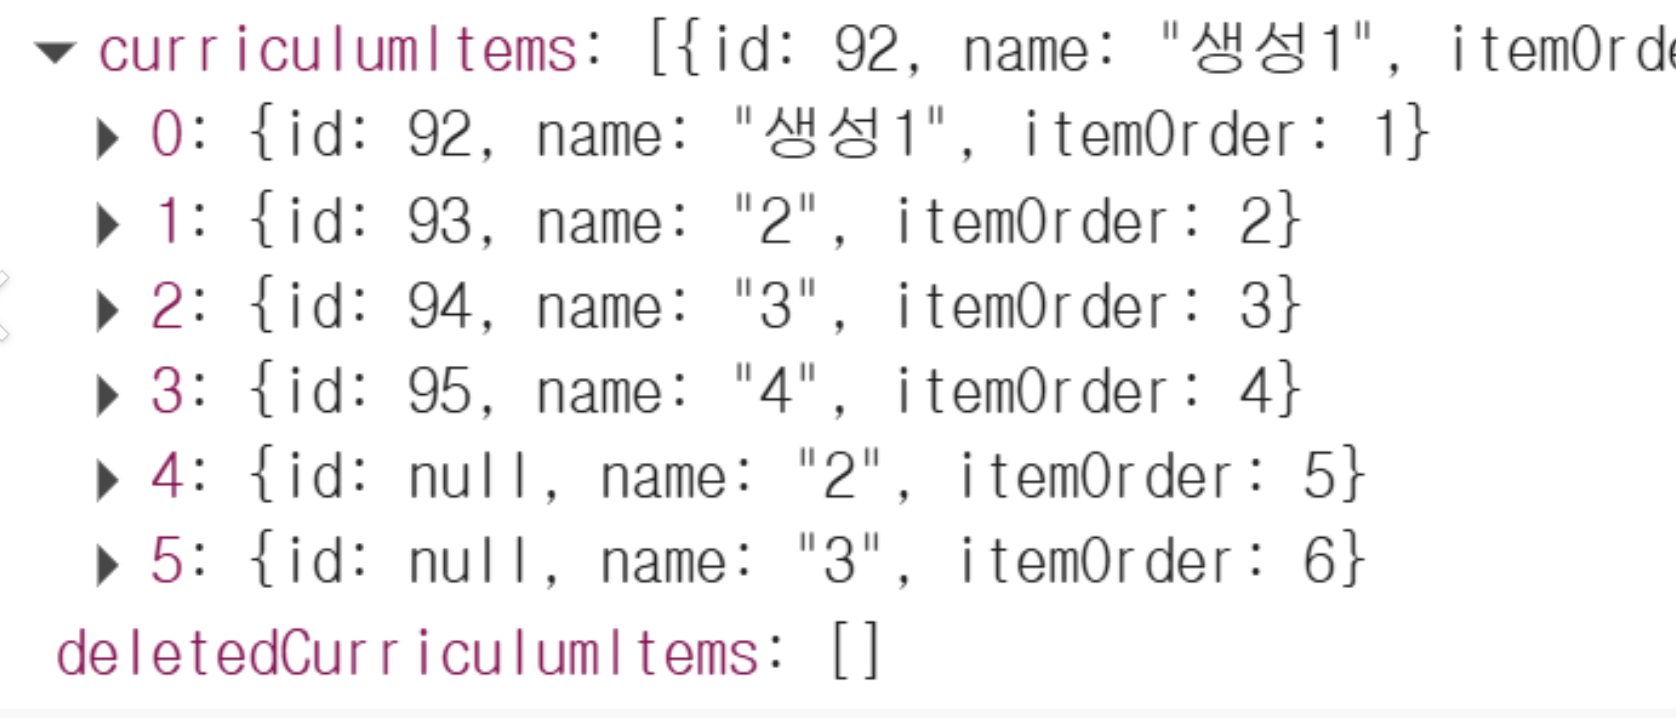 ▼ curriculumItems: [{id: 92, name: "생성1", itemOrde
▶ 0: {id: 92, name: "생성1", itemOrder: 1}
▶ 1: {id: 93, name: "2", itemOrder: 2}
▶ 2: {id: 94, name: "3", itemOrder: 3}
▶ 3: {id: 95, name: "4", itemOrder: 4}
▶ 4: {id: null, name: "2", itemOrder: 5}
▶ 5: {id: null, name: "3", itemOrder: 6}
deletedCurriculumItems: []